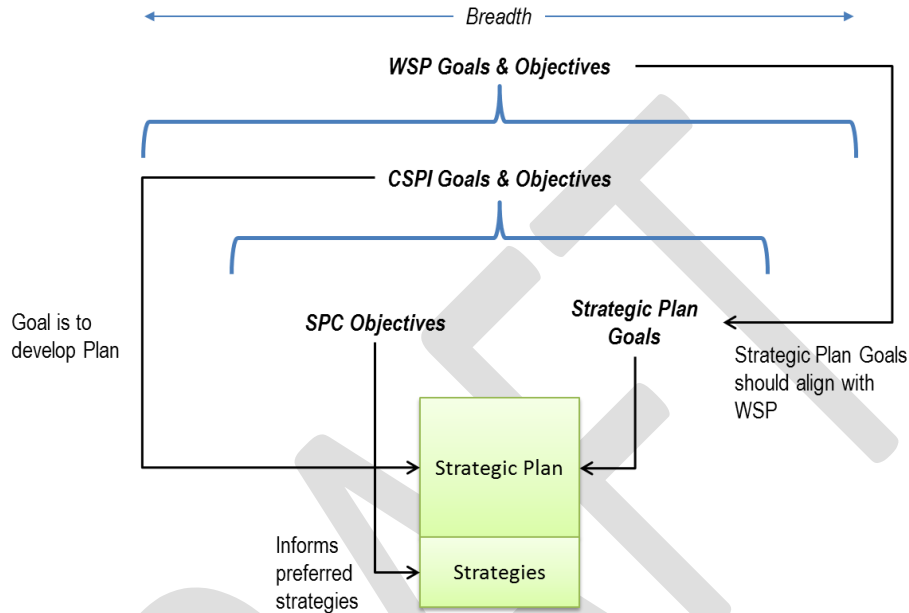 Breadth
WSP Goals & Objectives
CSPI Goals & Objectives
Goal is to
develop Plan
SPC Objectives
Strategic Plan
Goals
Strategic Plan Goals
should align with
WSP
Strategic Plan
Informs
preferred
strategies
Strategies
DRAFT